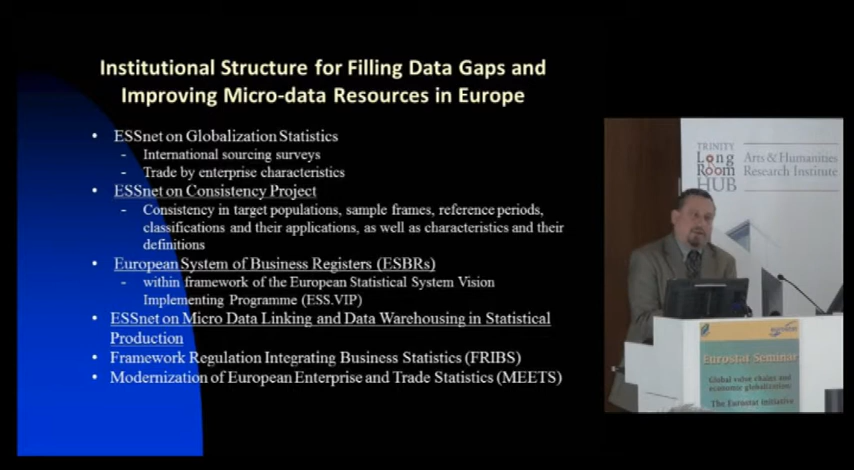 Institutional Structure for Filling Data Gaps and
Improving Micro-data Resources in Europe
• ESSnet on Globalization Statistics
- International sourcing surveys
- Trade by enterprise characteristics
• ESSnet on Consistency Project
- Consistency in target populations, sample frames, reference periods,
classifications and their applications, as well as characteristics and their
definitions
• European System of Business Registers (ESBRs)
- within framework of the European Statistical System Vision
Implementing Programme (ESS.VIP)
• ESSnet on Micro Data Linking and Data Warehousing in Statistical
Production
• Framework Regulation Integrating Business Statistics (FRIBS)
• Modernization of European Enterprise and Trade Statistics (MEETS)
TRINITY
Long
Room
HUB
Arts & Humanities
Research Institute
eurostat
Eurostat Seminar
Global value chains and
economic globalization:
The Eurostat Initiative